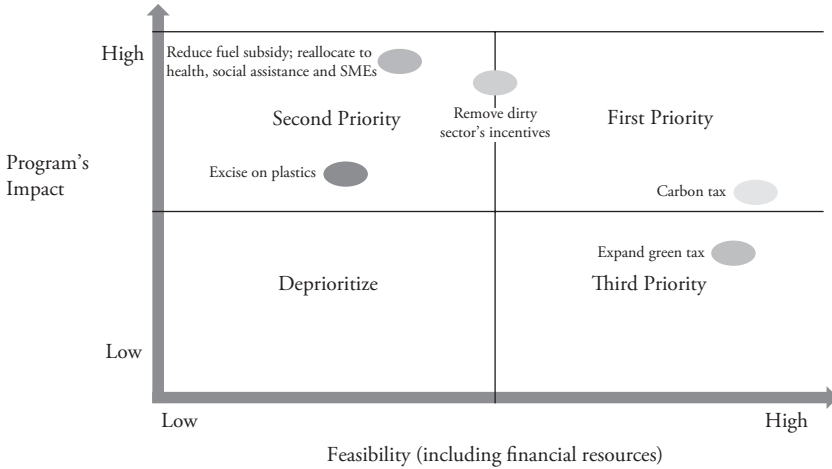 High
Reduce fuel subsidy; reallocate to
health, social assistance and SMEs
Second Priority
Remove dirty
sector’s incentives
First Priority
Program’s
Impact
Excise on plastics
Carbon tax
Expand green tax
Deprioritize
Third Priority
Low
Low
High
Feasibility (including financial resources)